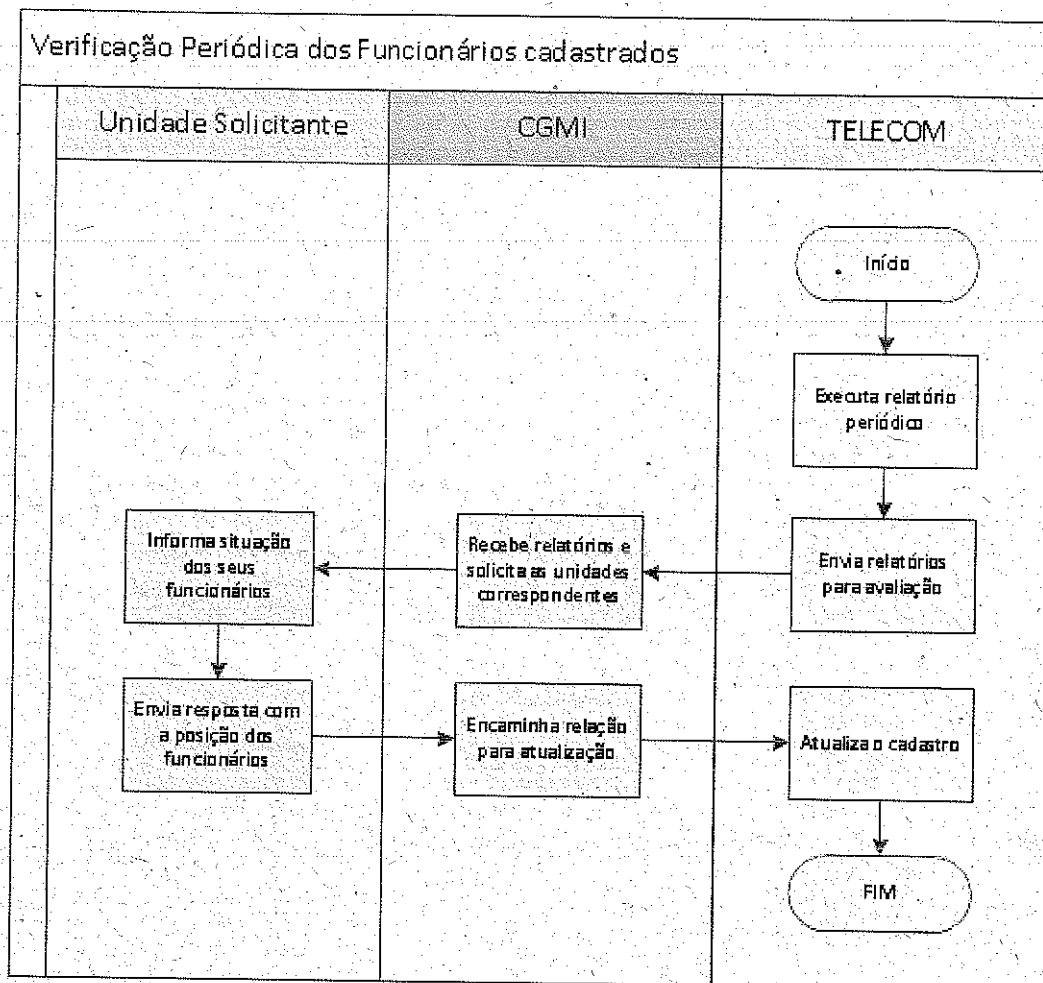 Verificação Periódica dos Funcionários cadastrados
Unidade Solicitante
CGMI
TELECOM
Início
Executa relatório
periódico
Envia relatórios
para avaliação
Recebe relatórios e
solicita as unidades
correspondentes
Informa situação
dos seus
funcionários
Envia resposta com
a posição dos
funcionários
Encaminha relação
para atualização
Atualiza o cadastro
FIM